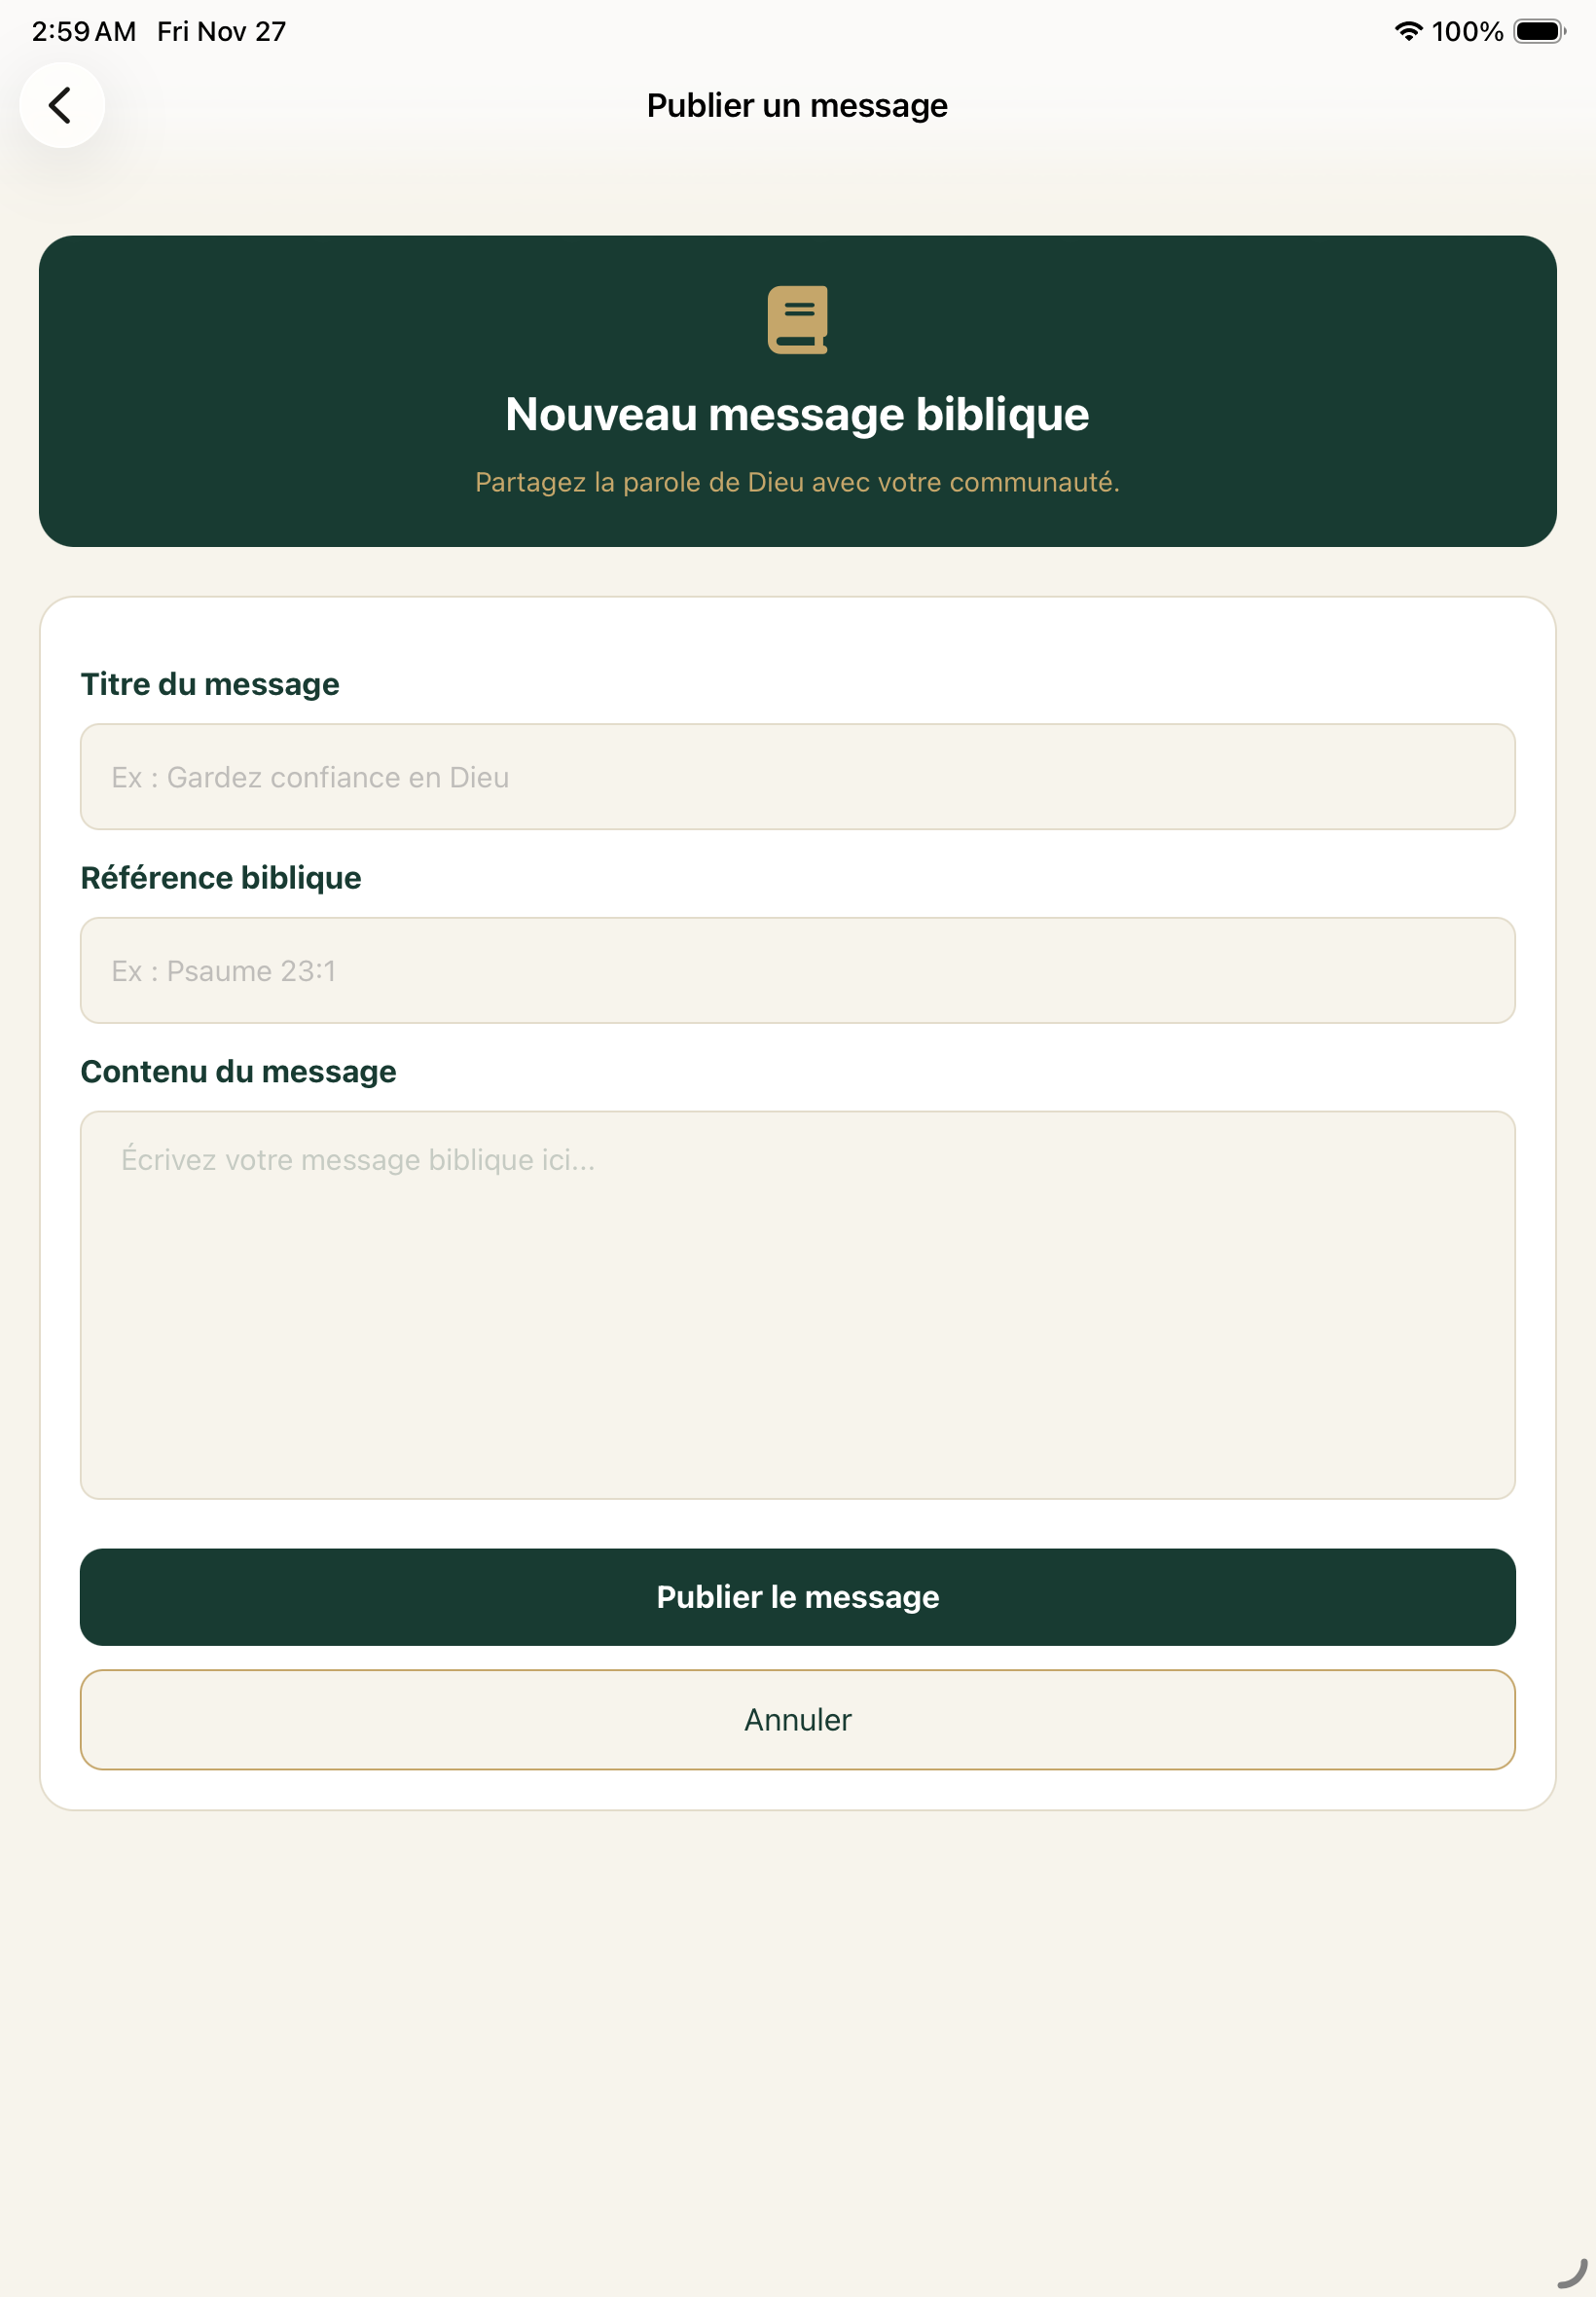 2:59 AM Fri Nov 27
100%
Publier un message
Nouveau message biblique
Partagez la parole de Dieu avec votre communauté.
Titre du message
Ex : Gardez confiance en Dieu
Référence biblique
Ex : Psaume 23:1
Contenu du message
Écrivez votre message biblique ici...
Publier le message
Annuler